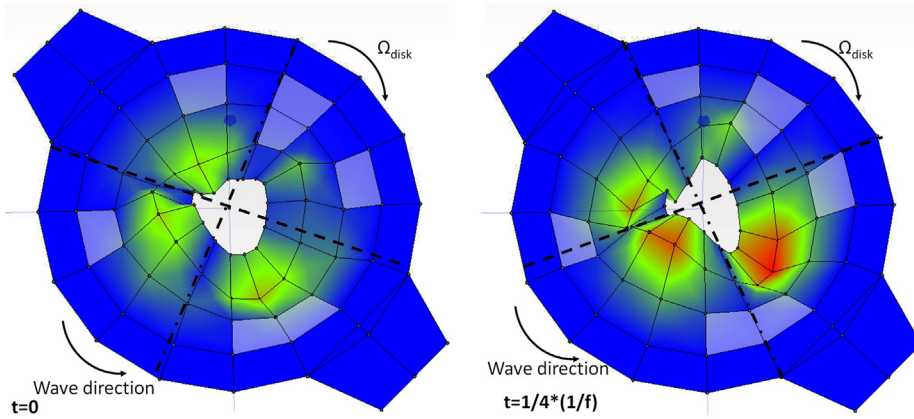 Ω_disk
Wave direction
t=0
Ω_disk
Wave direction
t=1/4*(1/f)